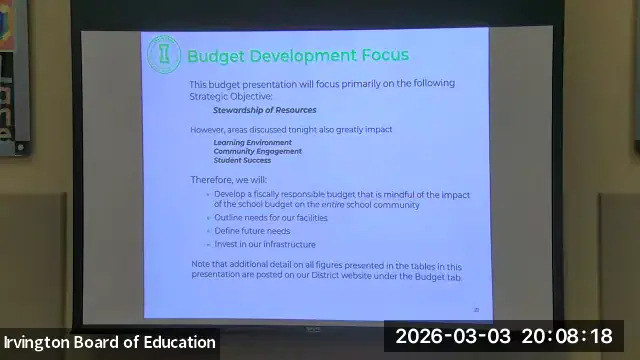 Budget Development Focus
This budget presentation will focus primarily on the following
Strategic Objective:
Stewardship of Resources
However, areas discussed tonight also greatly impact
Learning Environment
Community Engagement
Student Success
Therefore, we will:
Develop a fiscally responsible budget that is mindful of the impact
of the school budget on the entire school community
Outline needs for our facilities
Define future needs
Invest in our infrastructure
Note that additional detail on all figures presented in the tables in this
presentation are posted on our District website under the Budget tab.
Irvington Board of Education
2026-03-03 20:08:18